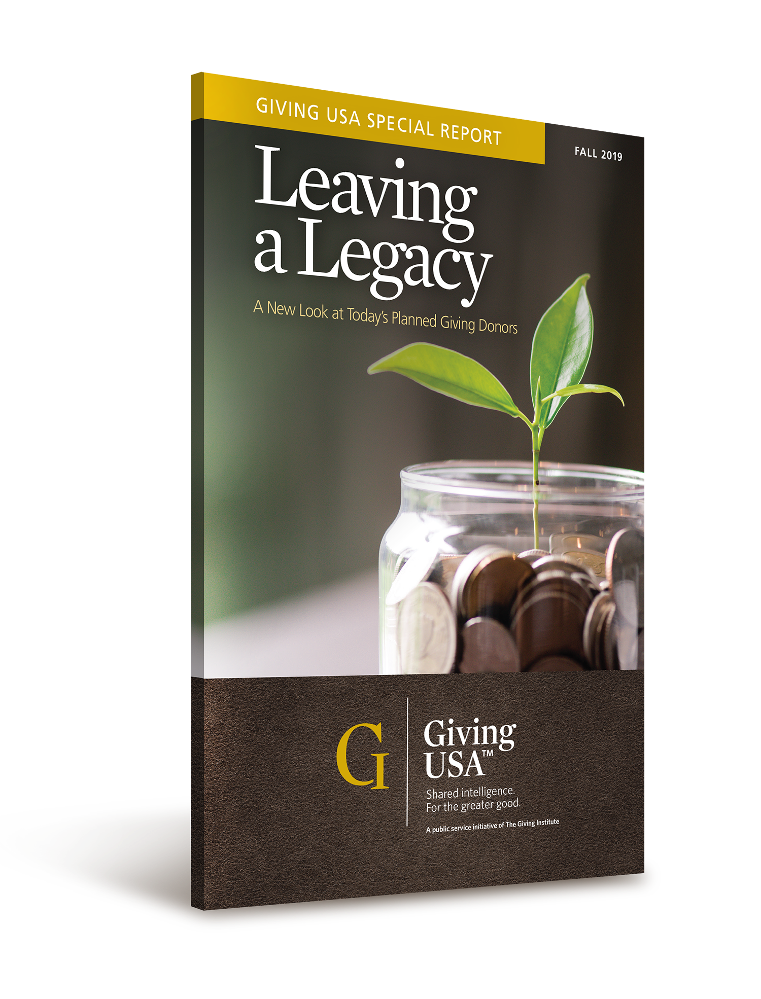 GIVING USA SPECIAL REPORT
FALL 2019
Leaving
a Legacy
A New Look at Today's Planned Giving Donors
G
Giving
USA™
Shared intelligence.
For the greater good.
A public service initiative of The Giving Institute